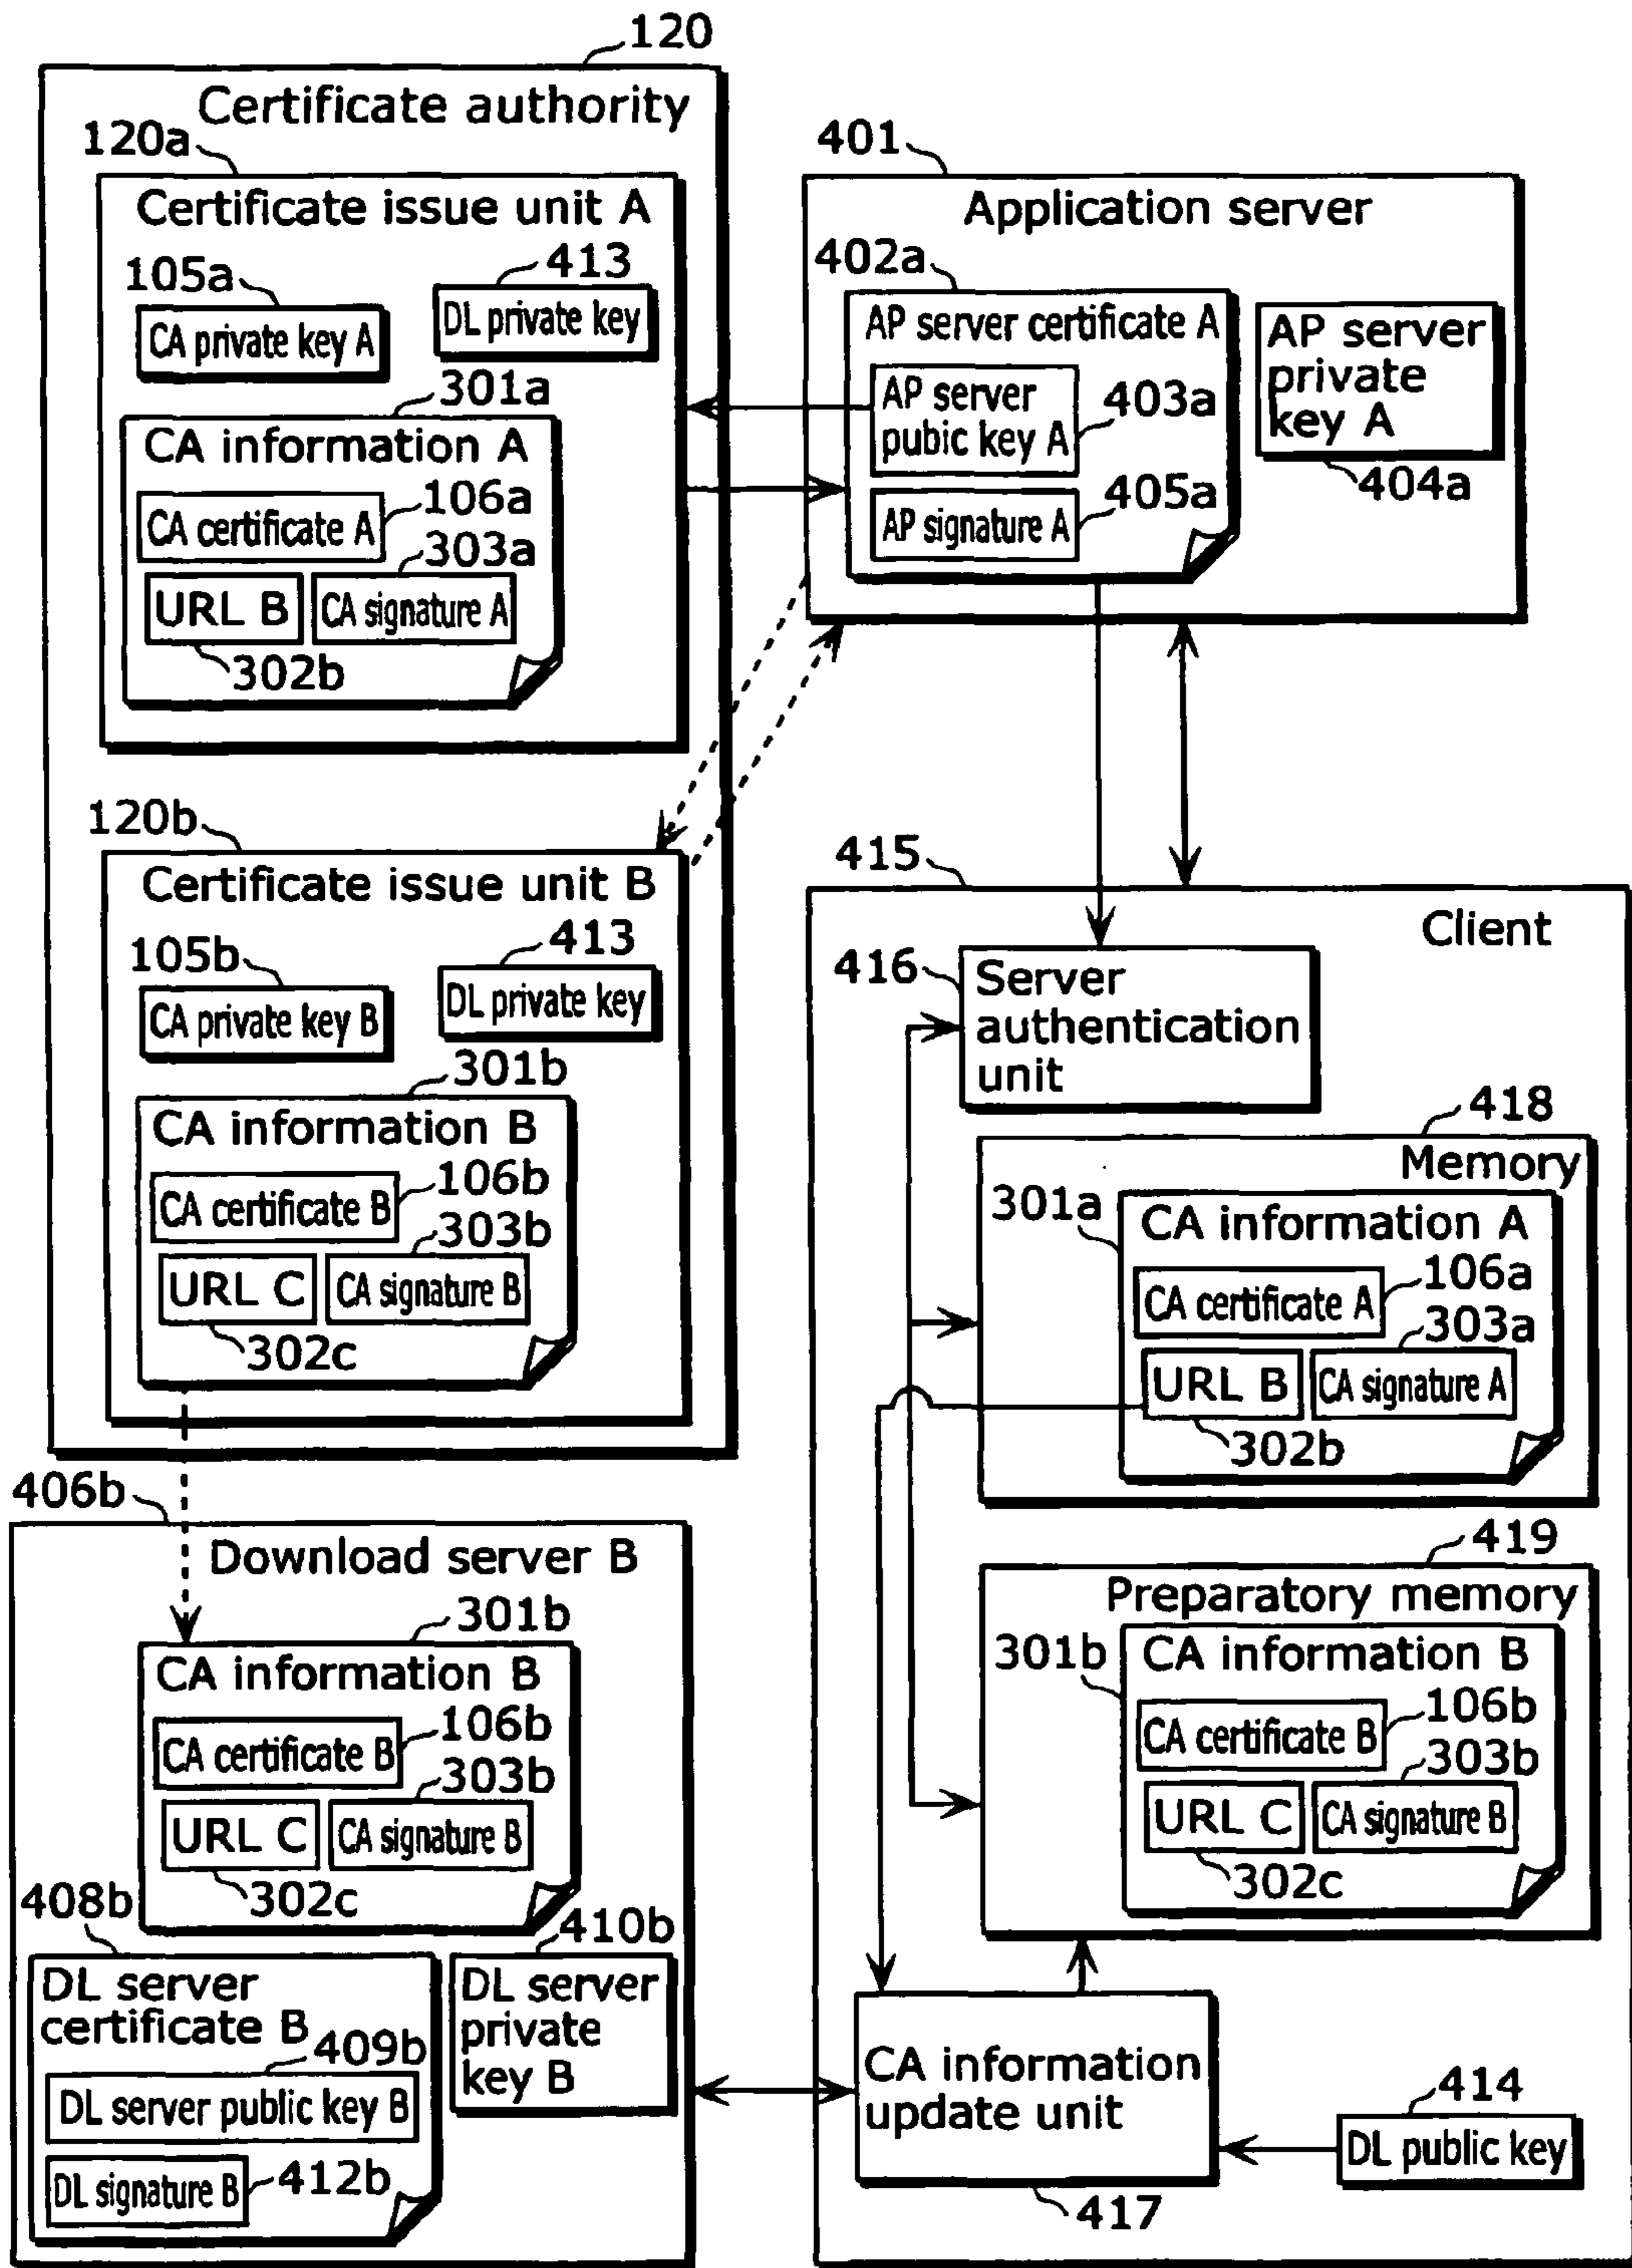 120
Certificate authority
120a
Certificate issue unit A
105a
413
CA private key A
DL private key
301a
CA information A
106a
CA certificate A
303a
URL B
CA signature A
302b
120b
Certificate issue unit B
105b
413
CA private key B
DL private key
301b
CA information B
106b
CA certificate B
303b
URL C
CA signature B
302c
401
Application server
402a
AP server certificate A
AP server
pubic key A
403a
AP signature A
405a
AP server
private
key A
404a
415
Client
416
Server
authentication
unit
418
Memory
301a
CA information A
106a
CA certificate A
303a
URL B
CA signature A
302b
419
Preparatory memory
301b
CA information B
106b
CA certificate B
303b
URL C
CA signature B
302c
CA information
update unit
417
414
DL public key
406b
Download server B
301b
CA information B
106b
CA certificate B
303b
URL C
CA signature B
302c
408b
DL server
certificate B
409b
DL server public key B
DL signature B
412b
410b
DL server
private
key B